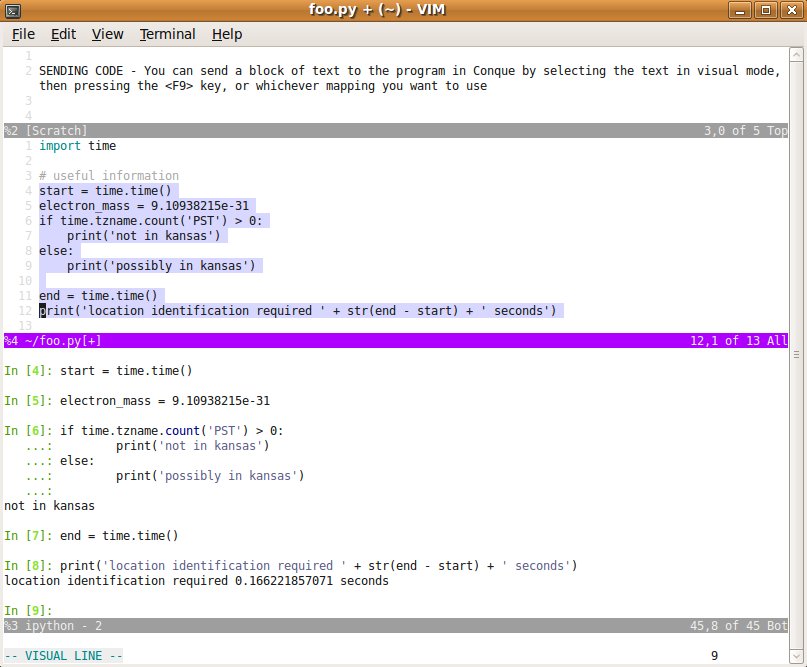 foo.py + (~) - VIM
File Edit View Terminal Help
1
2 SENDING CODE - You can send a block of text to the program in Conque by selecting the text in visual mode,
then pressing the <F9> key, or whichever mapping you want to use
3
4
%2 [Scratch] 3,0 of 5 Top
1 import time
2
3 # useful information
4 start = time.time()
5 electron_mass = 9.10938215e-31
6 if time.tzname.count('PST') > 0:
7     print('not in kansas')
8 else:
9     print('possibly in kansas')
10
11 end = time.time()
12 print('location identification required ' + str(end - start) + ' seconds')
13
%4 ~/foo.py[+] 12,1 of 13 All
In [4]: start = time.time()
In [5]: electron_mass = 9.10938215e-31
In [6]: if time.tzname.count('PST') > 0:
   ...:         print('not in kansas')
   ...: else:
   ...:         print('possibly in kansas')
   ...:
not in kansas
In [7]: end = time.time()
In [8]: print('location identification required ' + str(end - start) + ' seconds')
location identification required 0.166221857071 seconds
In [9]:
%3 ipython - 2 45,8 of 45 Bot
-- VISUAL LINE -- 9